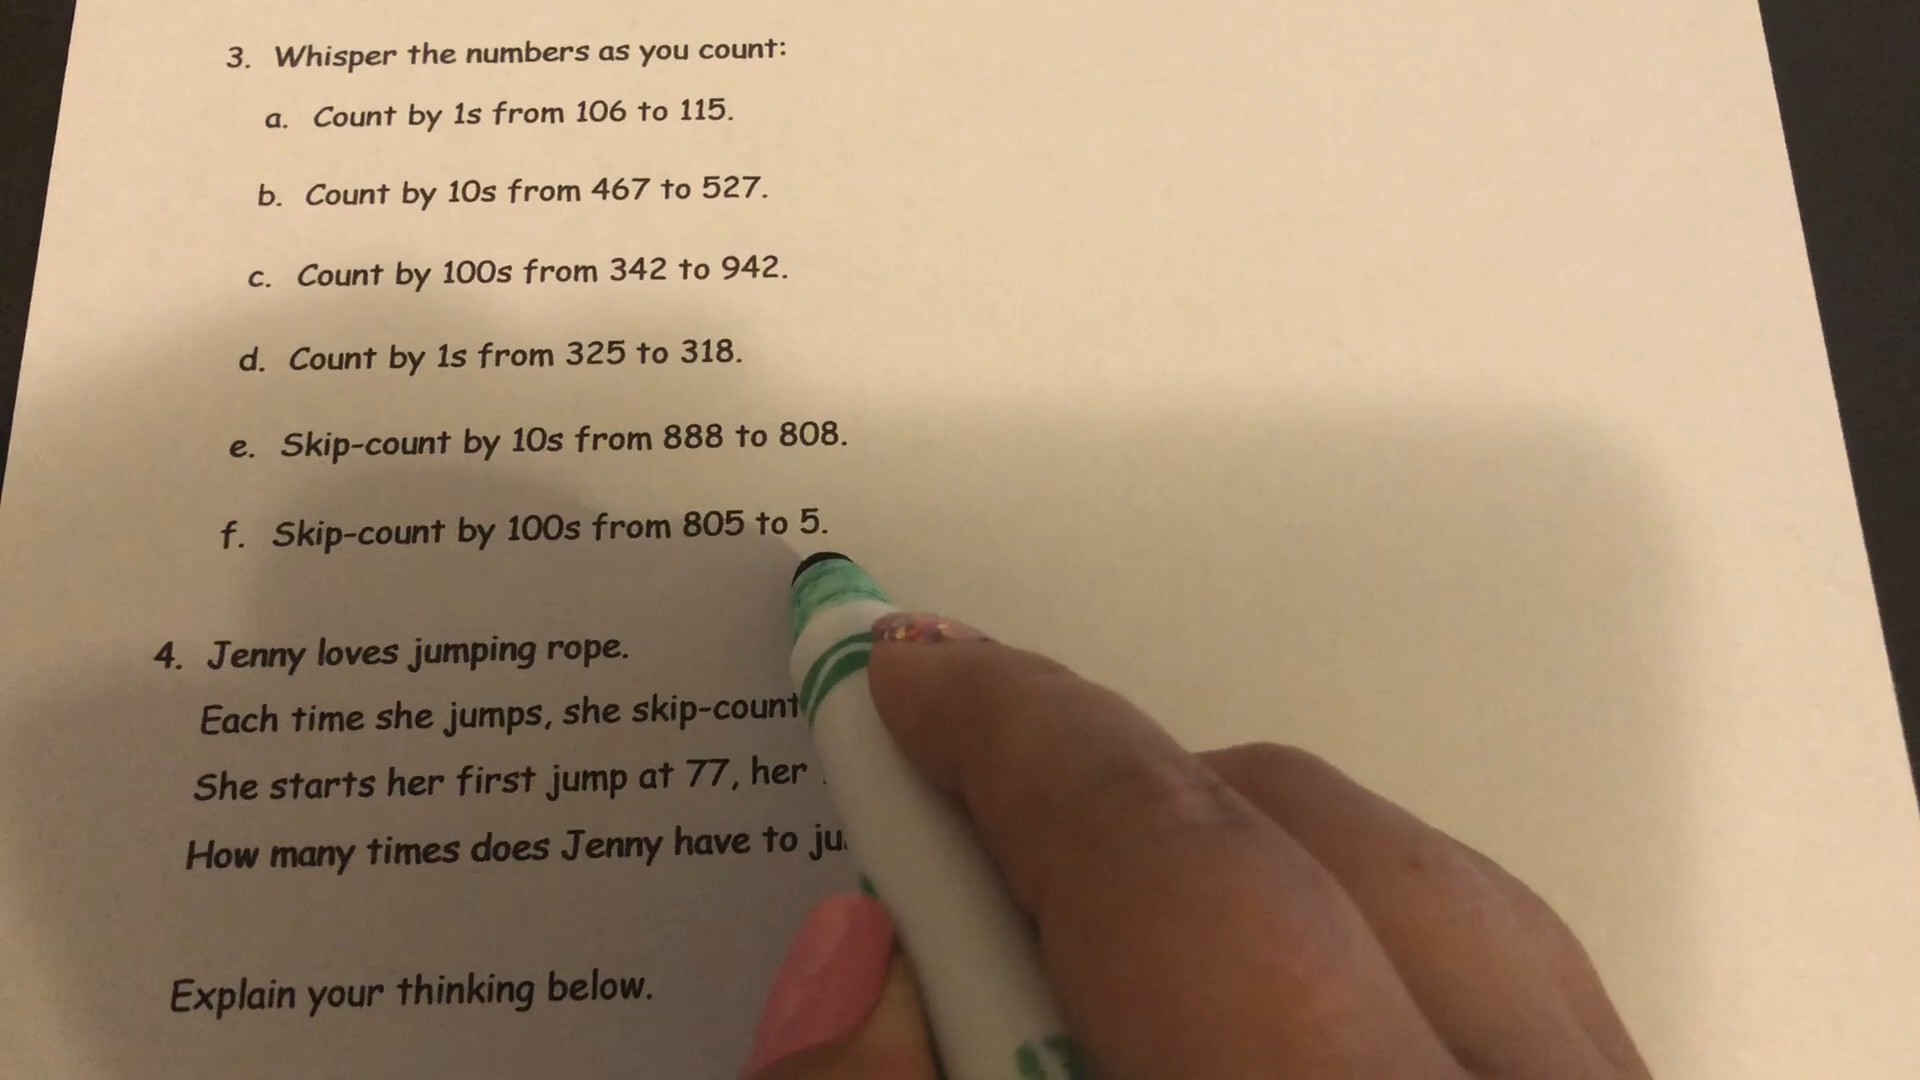 3. Whisper the numbers as you count:
a. Count by 1s from 106 to 115.
b. Count by 10s from 467 to 527.
c. Count by 100s from 342 to 942.
d. Count by 1s from 325 to 318.
e. Skip-count by 10s from 888 to 808.
f. Skip-count by 100s from 805 to 5.
4. Jenny loves jumping rope.
Each time she jumps, she skip-count
She starts her first jump at 77, her
How many times does Jenny have to
Explain your thinking below.